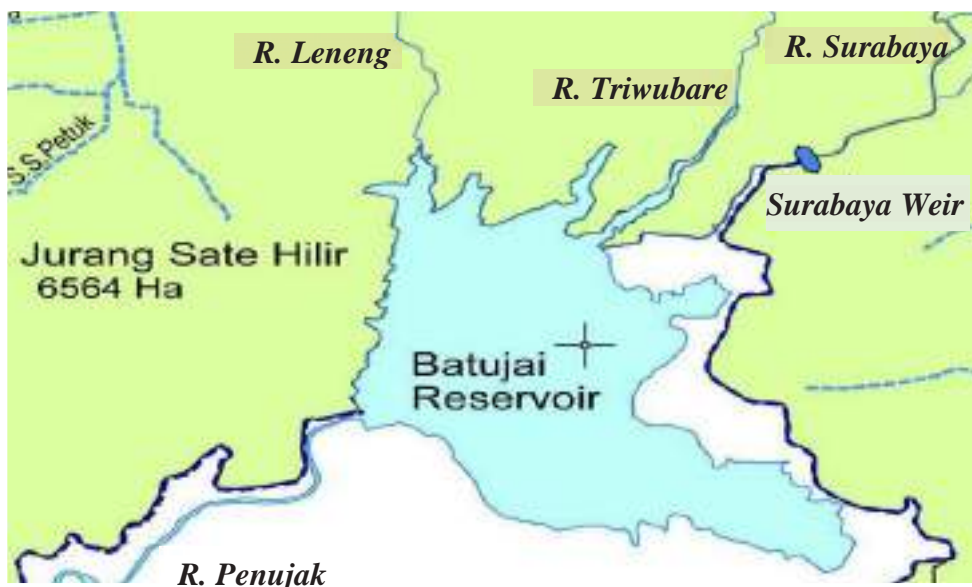 R. Leneng
R. Surabaya
R. Triwubare
S.S.Petuk
Surabaya Weir
Jurang Sate Hilir
6564 Ha
Batujai
Reservoir
R. Penujak